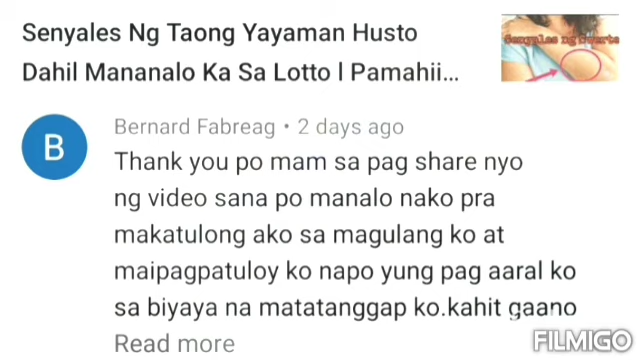 Senyales Ng Taong Yayaman Husto
Dahil Mananalo Ka Sa Lotto l Pamahii...
Senyales ng Swerte
B
Bernard Fabreag • 2 days ago
Thank you po mam sa pag share nyo
ng video sana po manalo nako pra
makatulong ako sa magulang ko at
maipagpatuloy ko napo yung pag aaral ko
sa biyaya na matatanggap ko.kahit gaano
Read more
FILMIGO